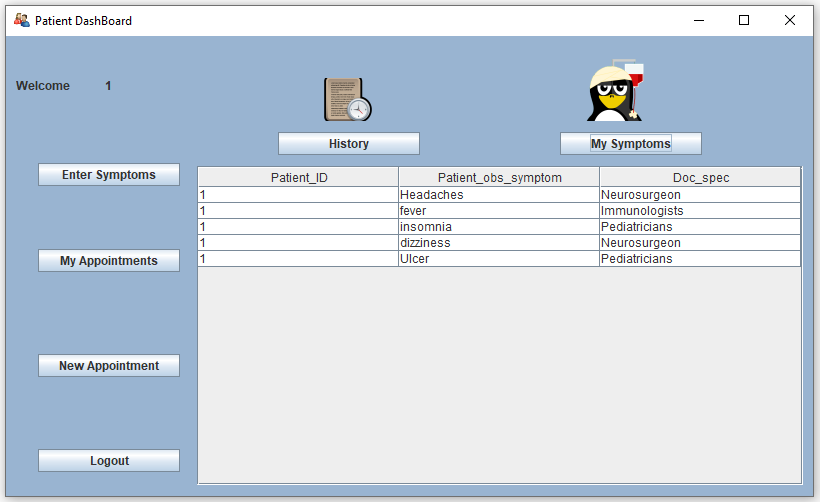 Patient DashBoard
Welcome 1
History My Symptoms
Enter Symptoms
My Appointments
New Appointment
Logout
Patient_ID Patient_obs_symptom Doc_spec
1 Headaches Neurosurgeon
1 fever Immunologists
1 insomnia Pediatricians
1 dizziness Neurosurgeon
1 Ulcer Pediatricians